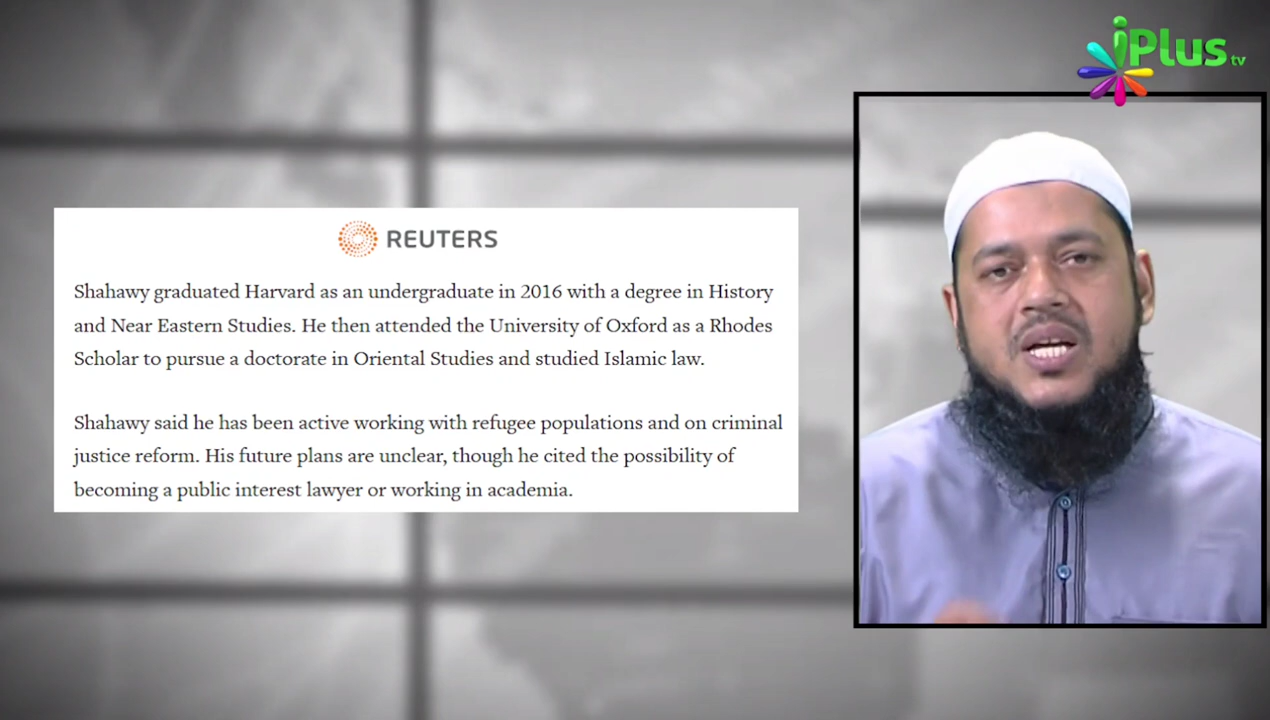 iPlus tv
REUTERS
Shahawy graduated Harvard as an undergraduate in 2016 with a degree in History
and Near Eastern Studies. He then attended the University of Oxford as a Rhodes
Scholar to pursue a doctorate in Oriental Studies and studied Islamic law.
Shahawy said he has been active working with refugee populations and on criminal
justice reform. His future plans are unclear, though he cited the possibility of
becoming a public interest lawyer or working in academia.